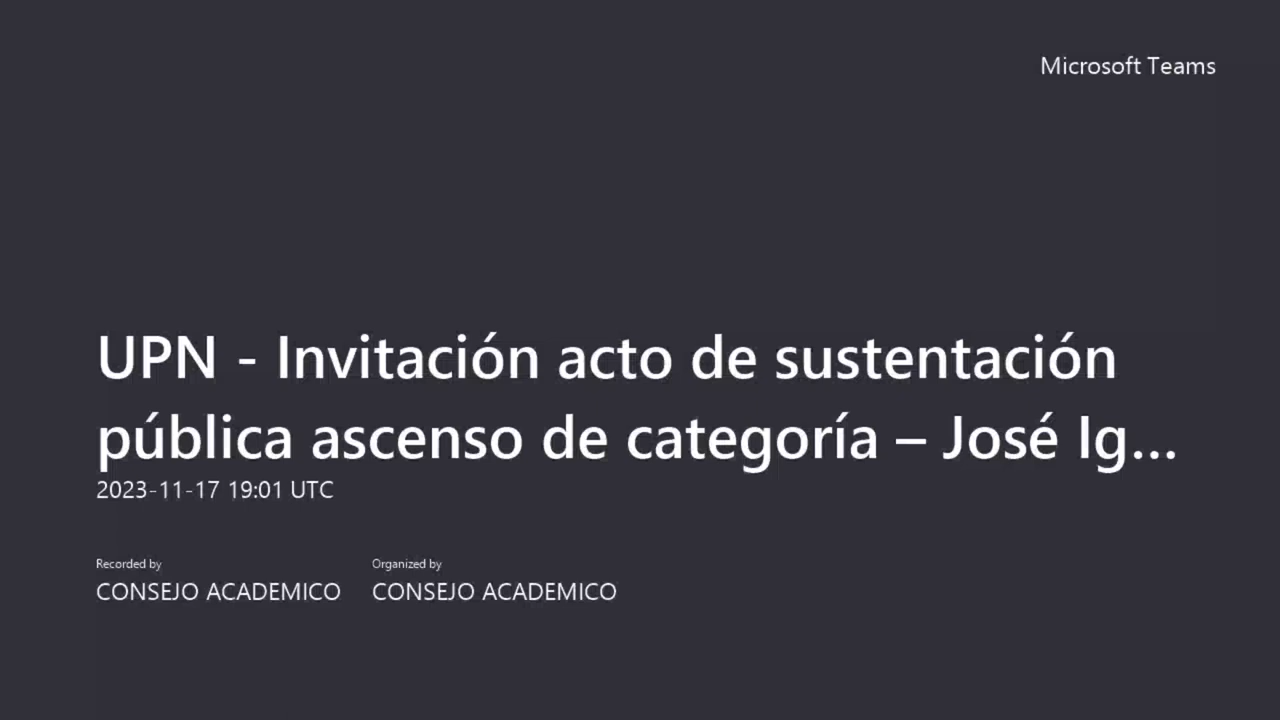 Microsoft Teams
UPN - Invitación acto de sustentación
pública ascenso de categoría – José Ig...
2023-11-17 19:01 UTC
Recorded by
Organized by
CONSEJO ACADEMICO
CONSEJO ACADEMICO